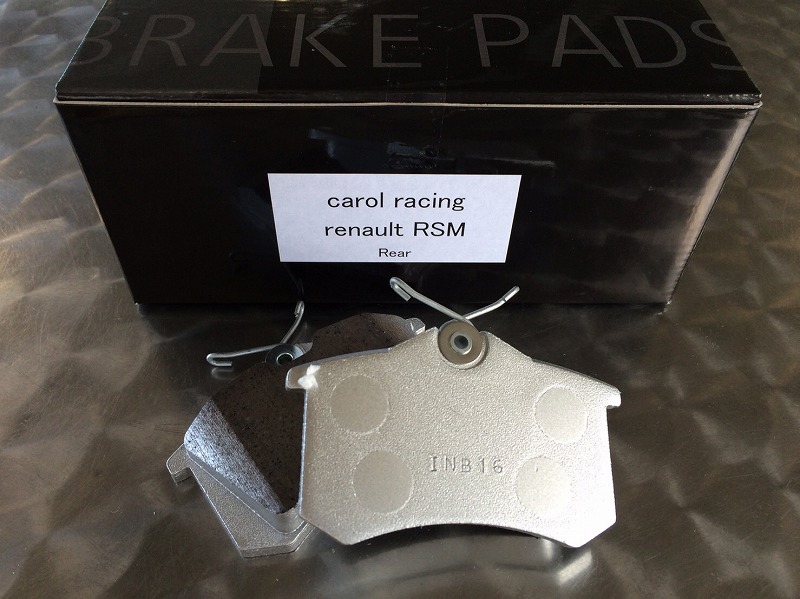 BRAKE PADS
carol racing
renault RSM
Rear
INB16